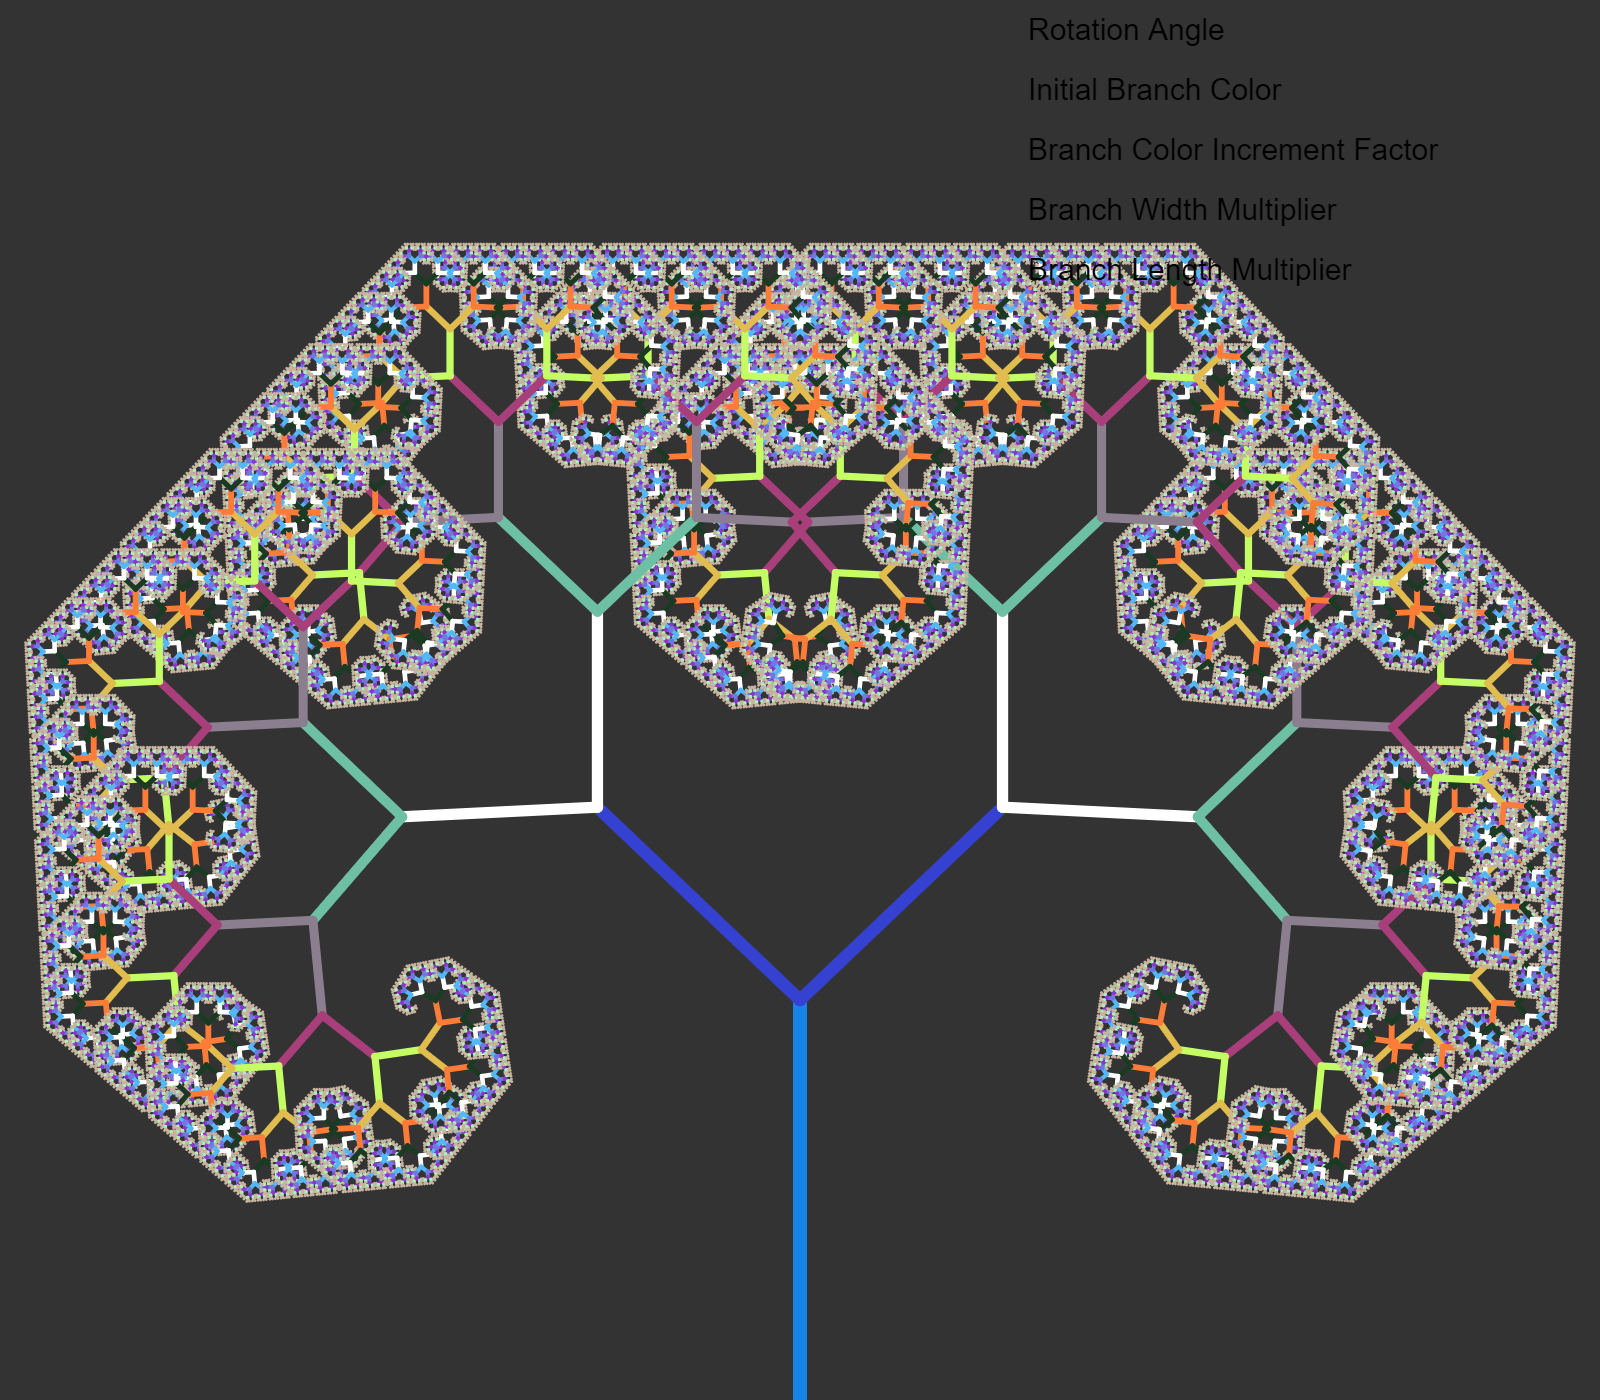 Rotation Angle
Initial Branch Color
Branch Color Increment Factor
Branch Width Multiplier
Branch Length Multiplier